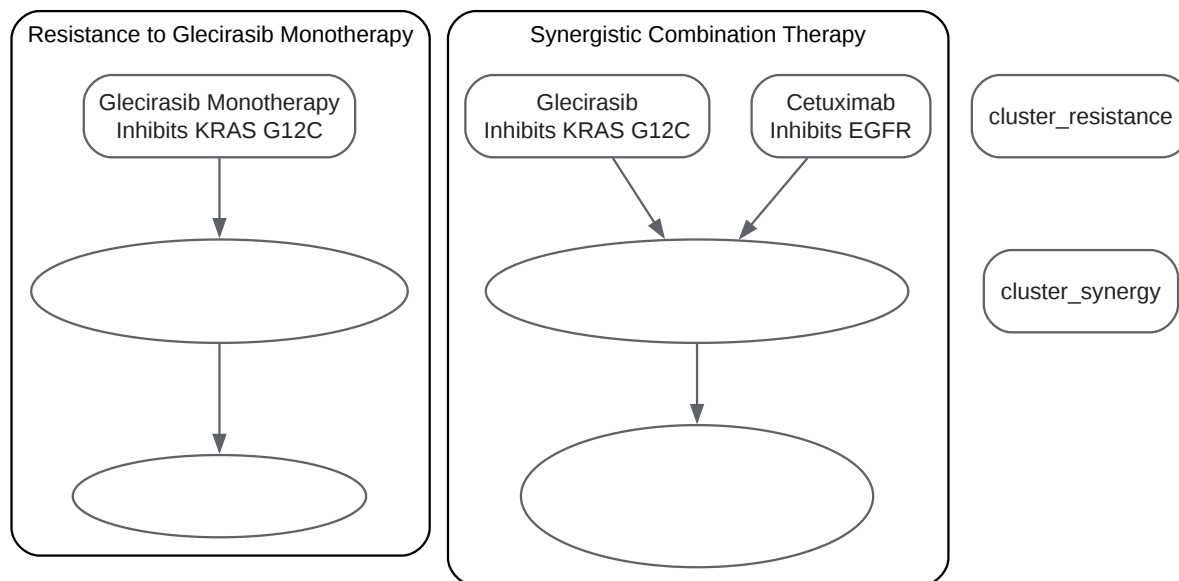 Resistance to Glecirasib Monotherapy
Glecirasib Monotherapy
Inhibits KRAS G12C
Synergistic Combination Therapy
Glecirasib
Inhibits KRAS G12C
Cetuximab
Inhibits EGFR
cluster_resistance
cluster_synergy